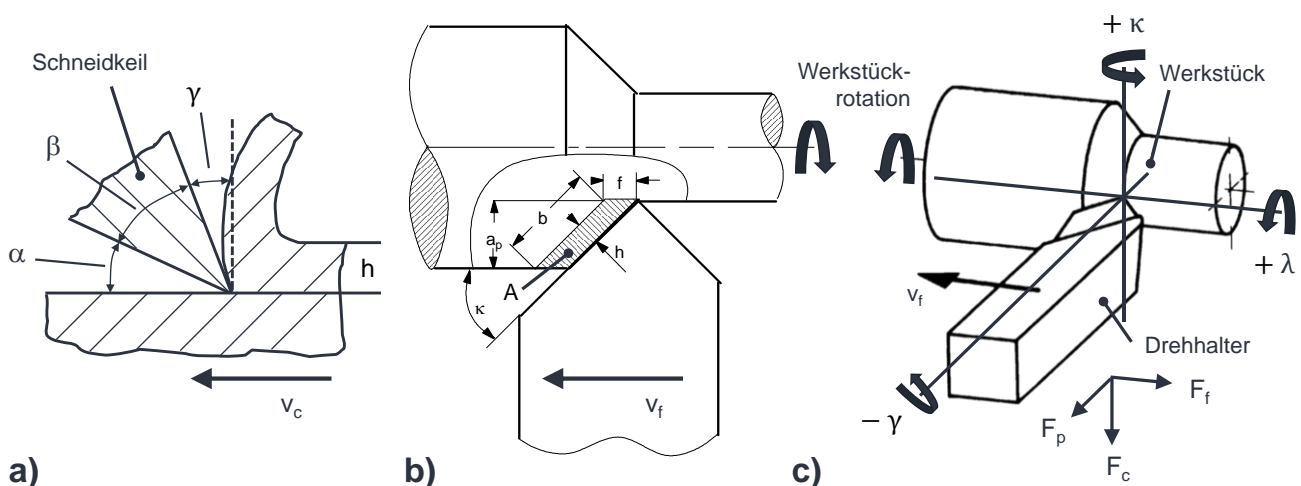 Schneidkeil
γ
β
α
h
v_c
a)
f
b
a_p
h
A
κ
v_f
b)
+ κ
Werkstück-
rotation
Werkstück
+ λ
v_f
Drehhalter
− γ
F_f
F_p
F_c
c)